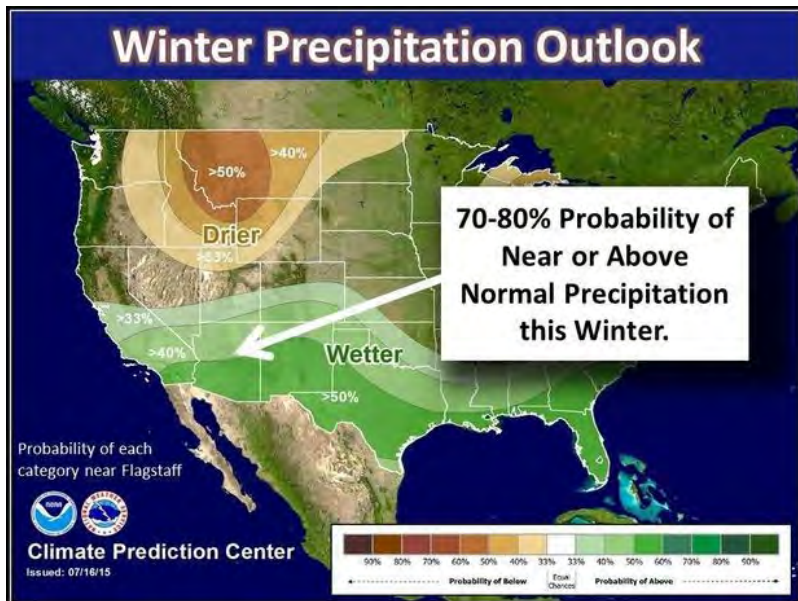 Winter Precipitation Outlook
>50%
>40%
Drier
>33%
70-80% Probability of
Near or Above
Normal Precipitation
this Winter.
>33%
>40%
Wetter
>50%
Probability of each
category near Flagstaff
Climate Prediction Center
Issued: 07/16/15
90% 80% 70% 60% 50% 40% 33% 33% 40% 50% 60% 70% 80% 90%
Probability of Below
Equal
Chances
Probability of Above